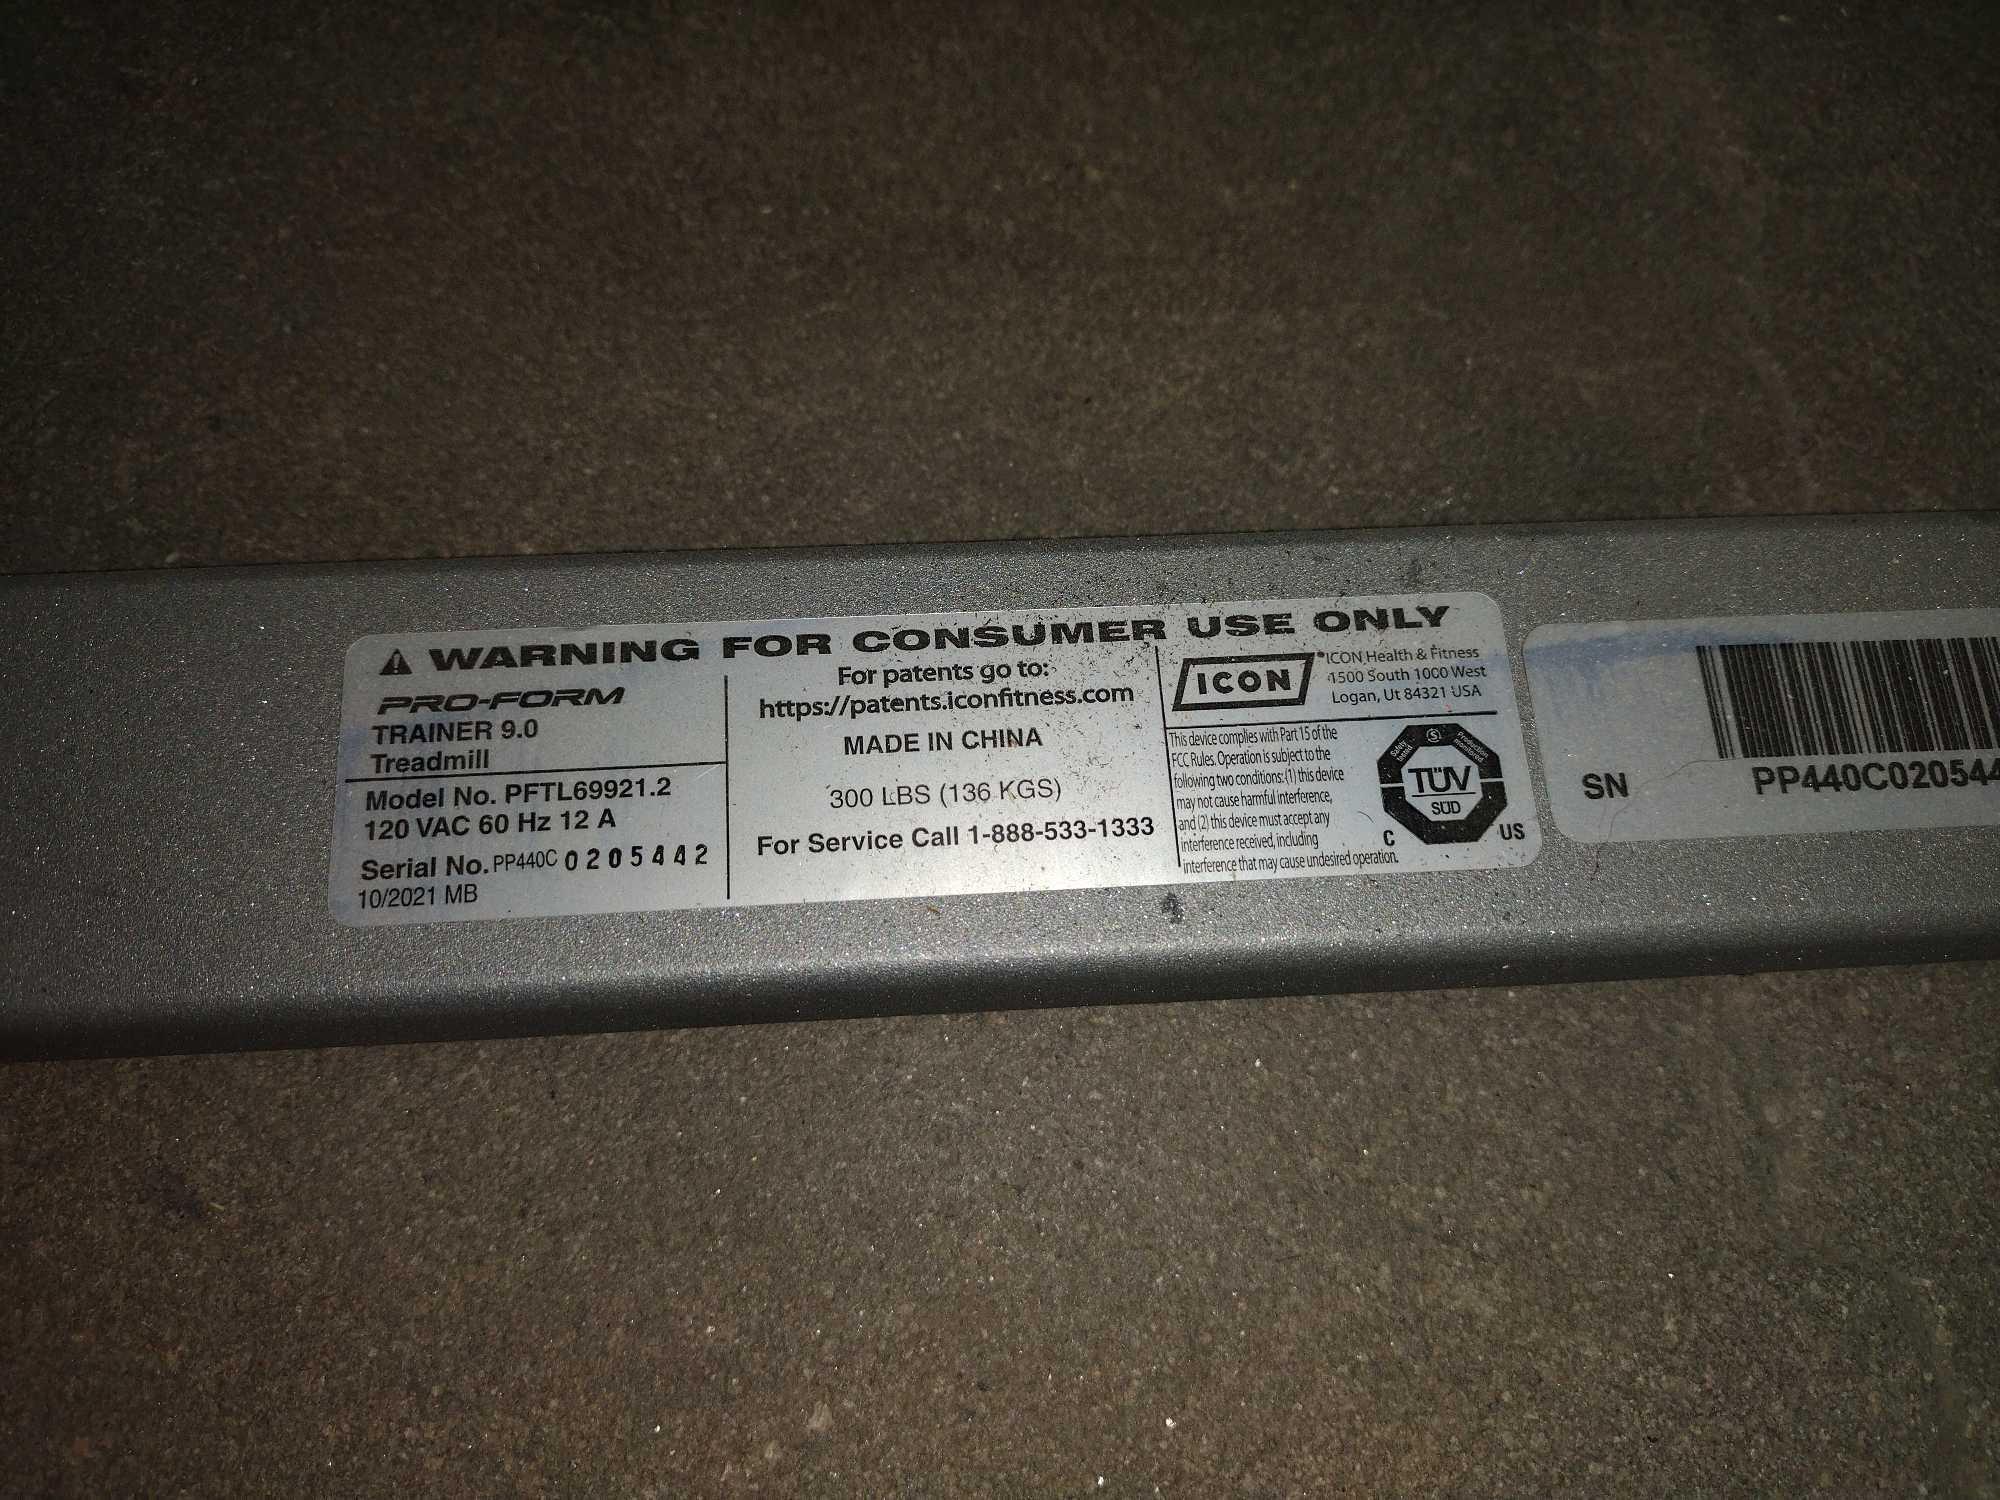 ⚠ WARNING FOR CONSUMER USE ONLY
PRO-FORM
TRAINER 9.0
Treadmill
Model No. PFTL69921.2
120 VAC 60 Hz 12 A
Serial No. PP440C 0205442
10/2021 MB
For patents go to:
https://patents.iconfitness.com
MADE IN CHINA
300 LBS (136 KGS)
For Service Call 1-888-533-1333
ICON
ICON Health & Fitness
1500 South 1000 West
Logan, Ut 84321 USA
This device complies with Part 15 of the
FCC Rules. Operation is subject to the
following two conditions: (1) this device
may not cause harmful interference,
and (2) this device must accept any
interference received, including
interference that may cause undesired operation.
Safety tested
S
Production monitored
TÜV
SÜD
C US
SN PP440C020544